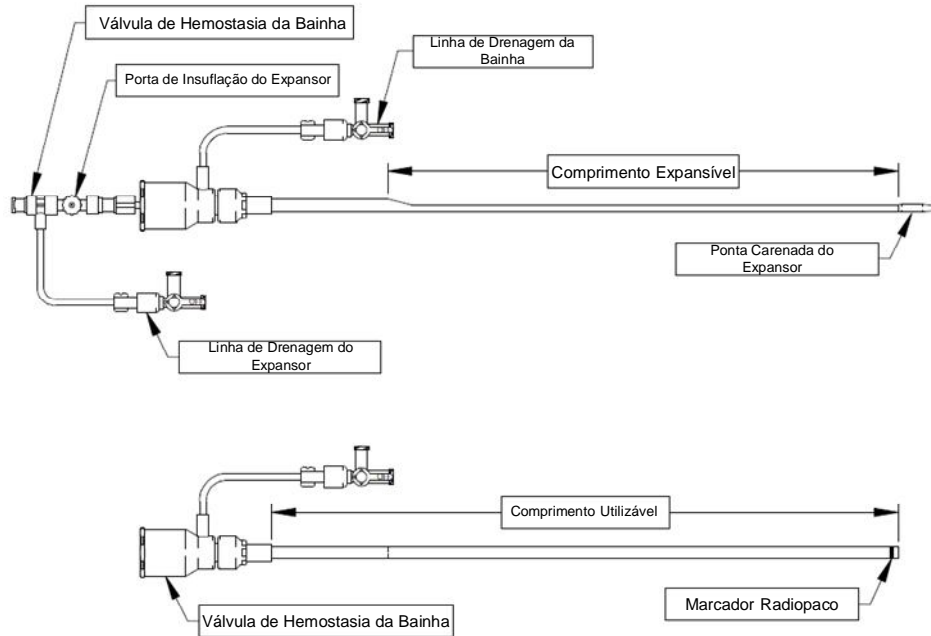 Válvula de Hemostasia da Bainha
Linha de Drenagem da
Bainha
Porta de Insuflação do Expansor
Comprimento Expansível
Ponta Carenada do
Expansor
Linha de Drenagem do
Expansor
Comprimento Utilizável
Marcador Radiopaco
Válvula de Hemostasia da Bainha